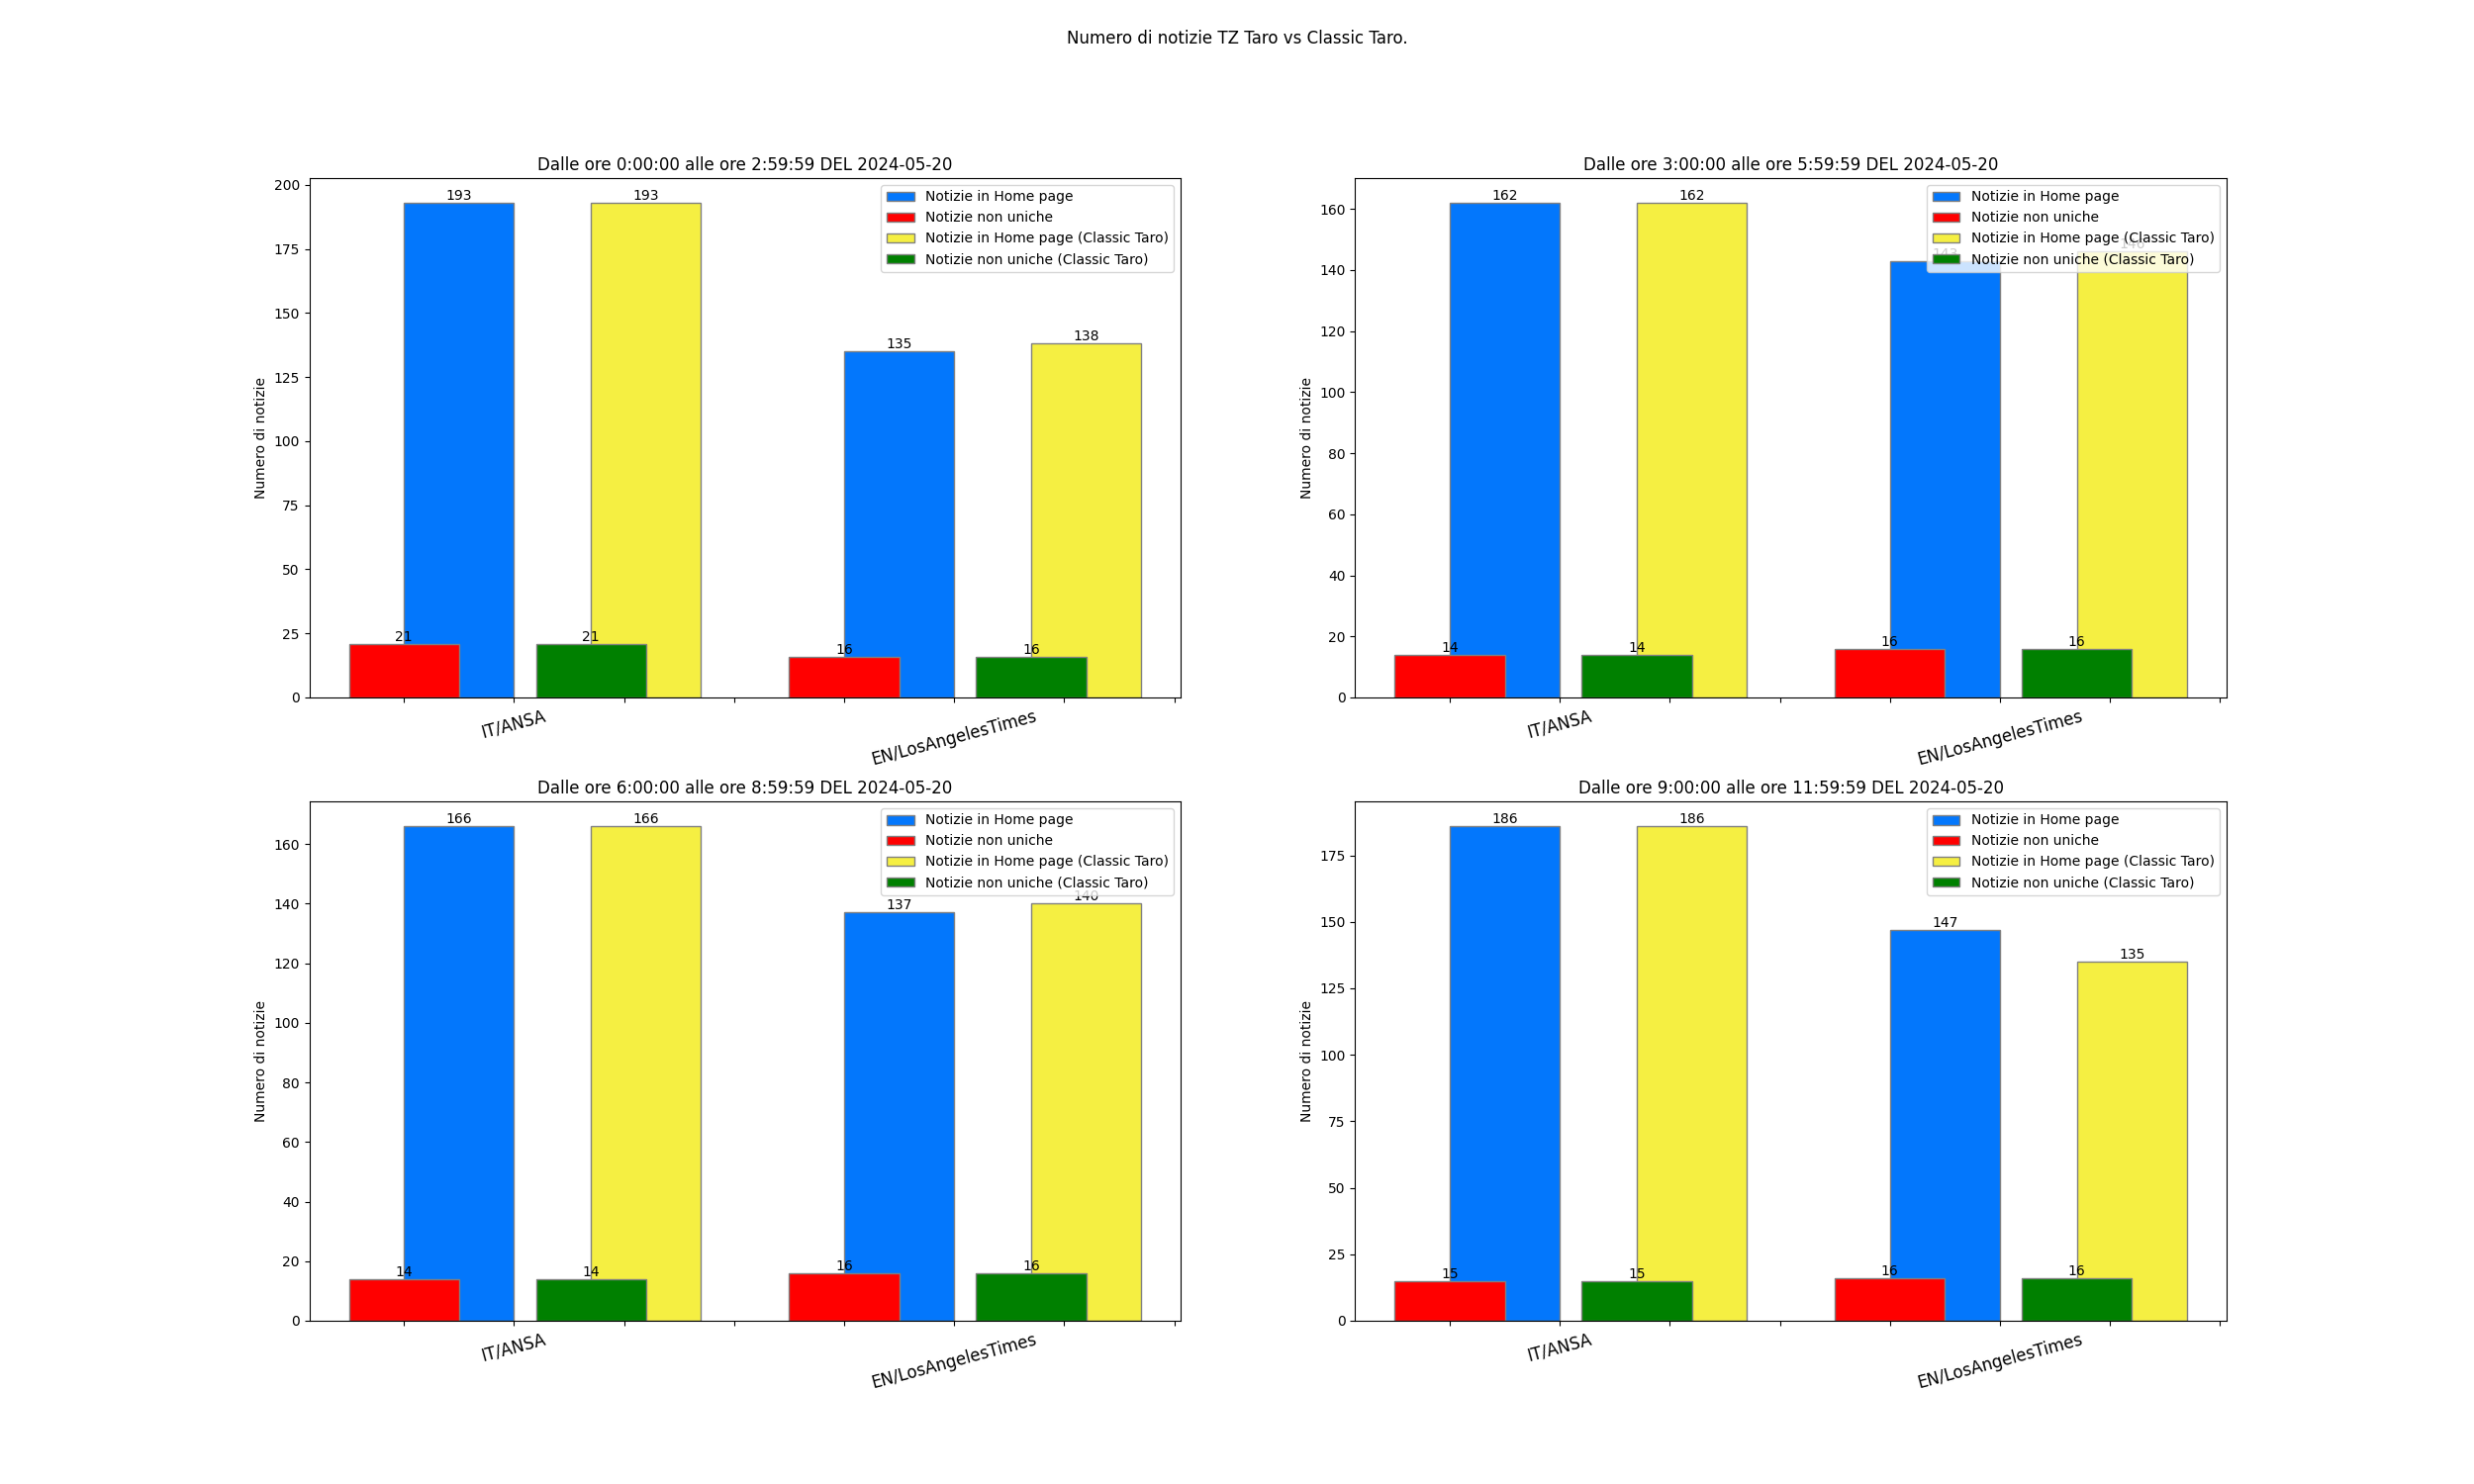 Numero di notizie TZ Taro vs Classic Taro.
Dalle ore 0:00:00 alle ore 2:59:59 DEL 2024-05-20
Numero di notizie
200
175
150
125
100
75
50
25
0
193
193
135
138
21
21
16
16
Notizie in Home page
Notizie non uniche
Notizie in Home page (Classic Taro)
Notizie non uniche (Classic Taro)
IT/ANSA
EN/LosAngelesTimes
Dalle ore 3:00:00 alle ore 5:59:59 DEL 2024-05-20
Numero di notizie
160
140
120
100
80
60
40
20
0
162
162
143
146
14
14
16
16
Notizie in Home page
Notizie non uniche
Notizie in Home page (Classic Taro)
Notizie non uniche (Classic Taro)
IT/ANSA
EN/LosAngelesTimes
Dalle ore 6:00:00 alle ore 8:59:59 DEL 2024-05-20
Numero di notizie
160
140
120
100
80
60
40
20
0
166
166
137
140
14
14
16
16
Notizie in Home page
Notizie non uniche
Notizie in Home page (Classic Taro)
Notizie non uniche (Classic Taro)
IT/ANSA
EN/LosAngelesTimes
Dalle ore 9:00:00 alle ore 11:59:59 DEL 2024-05-20
Numero di notizie
175
150
125
100
75
50
25
0
186
186
147
135
15
15
16
16
Notizie in Home page
Notizie non uniche
Notizie in Home page (Classic Taro)
Notizie non uniche (Classic Taro)
IT/ANSA
EN/LosAngelesTimes